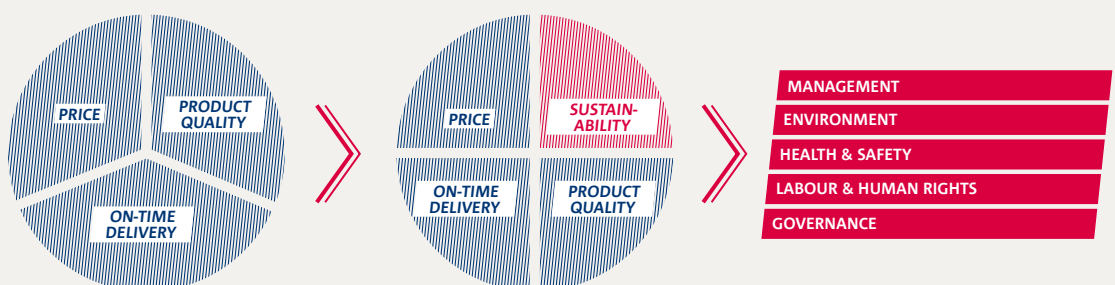 PRICE
PRODUCT
QUALITY
ON-TIME
DELIVERY
PRICE
SUSTAIN-
ABILITY
ON-TIME
DELIVERY
PRODUCT
QUALITY
MANAGEMENT
ENVIRONMENT
HEALTH & SAFETY
LABOUR & HUMAN RIGHTS
GOVERNANCE